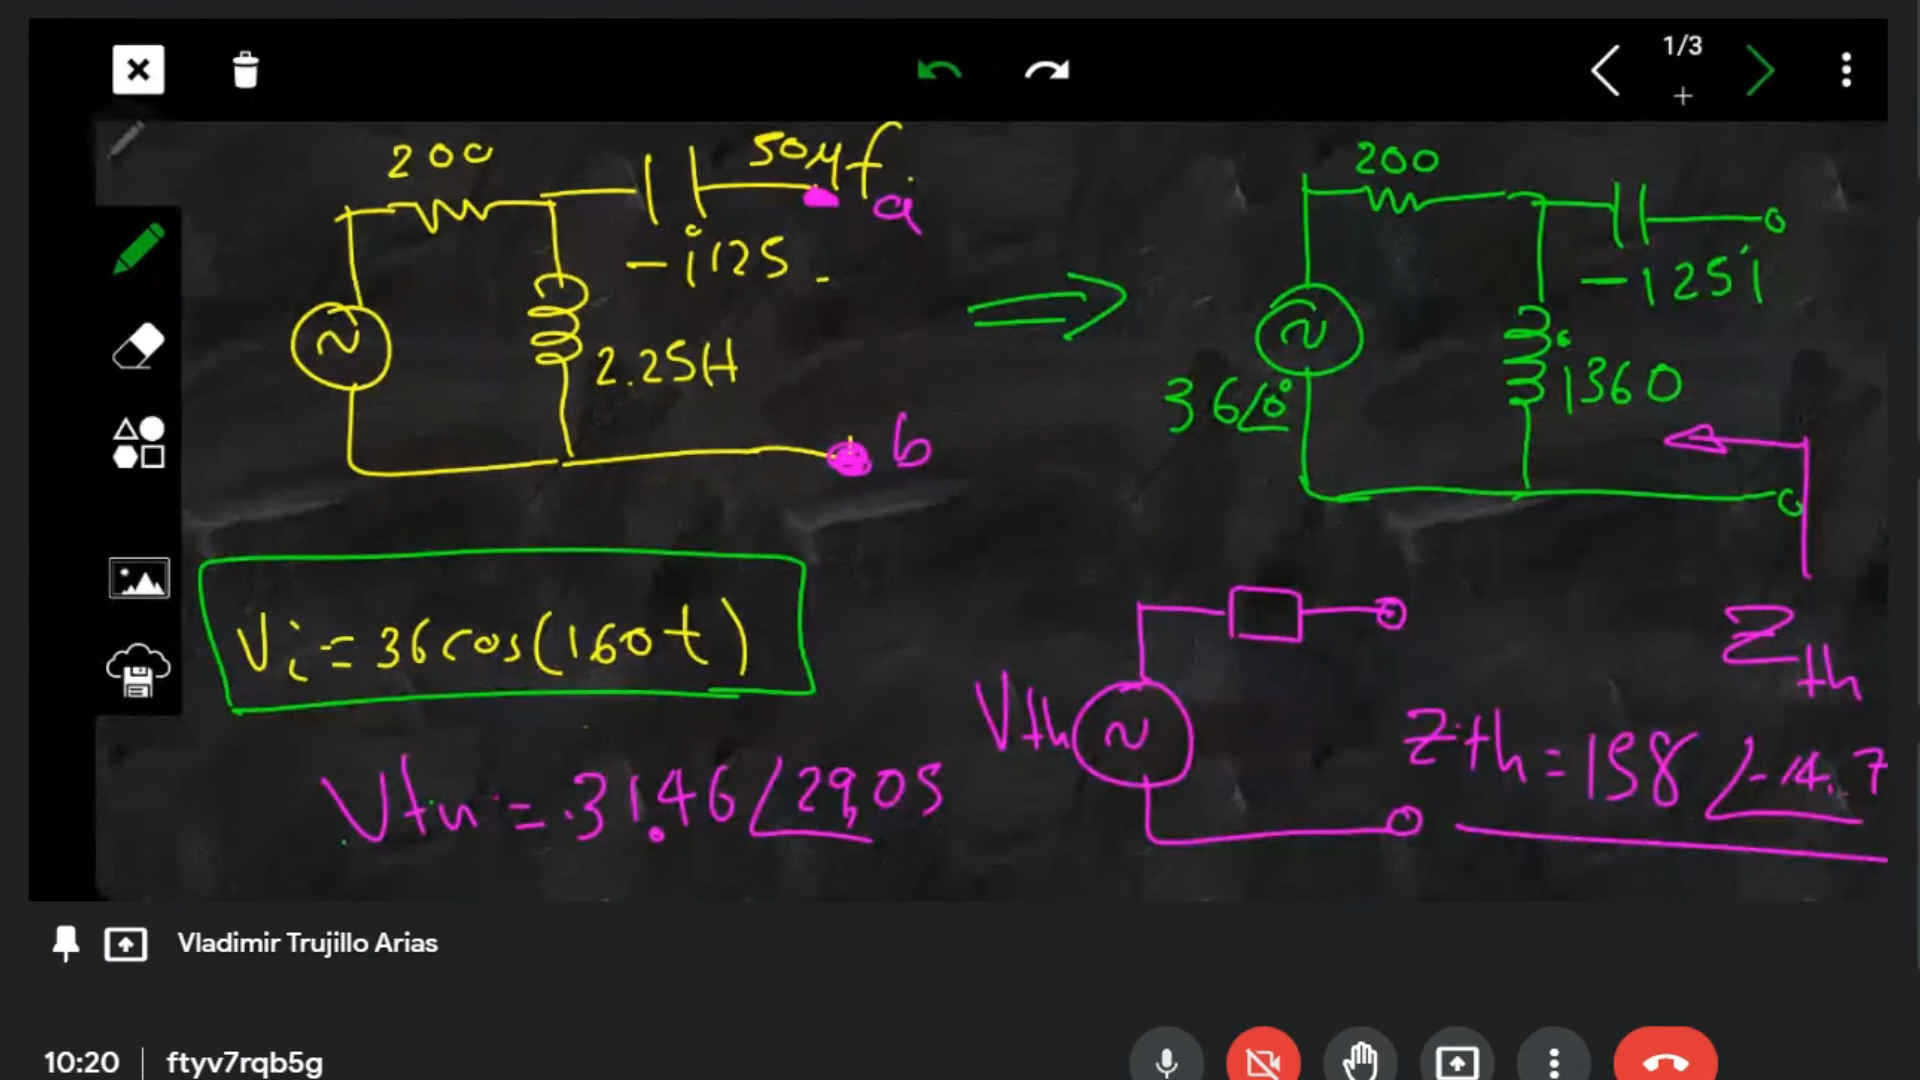 1/3
+
200
50μf.
a
-j125.
2.25H
b
200
-125i
36∠0°
j360
Vi = 36cos(160t)
Zth
Vth
Zth = 158∠-14.7
Vth = 31.46∠29,05
Vladimir Trujillo Arias
10:20 | ftyv7rqb5g